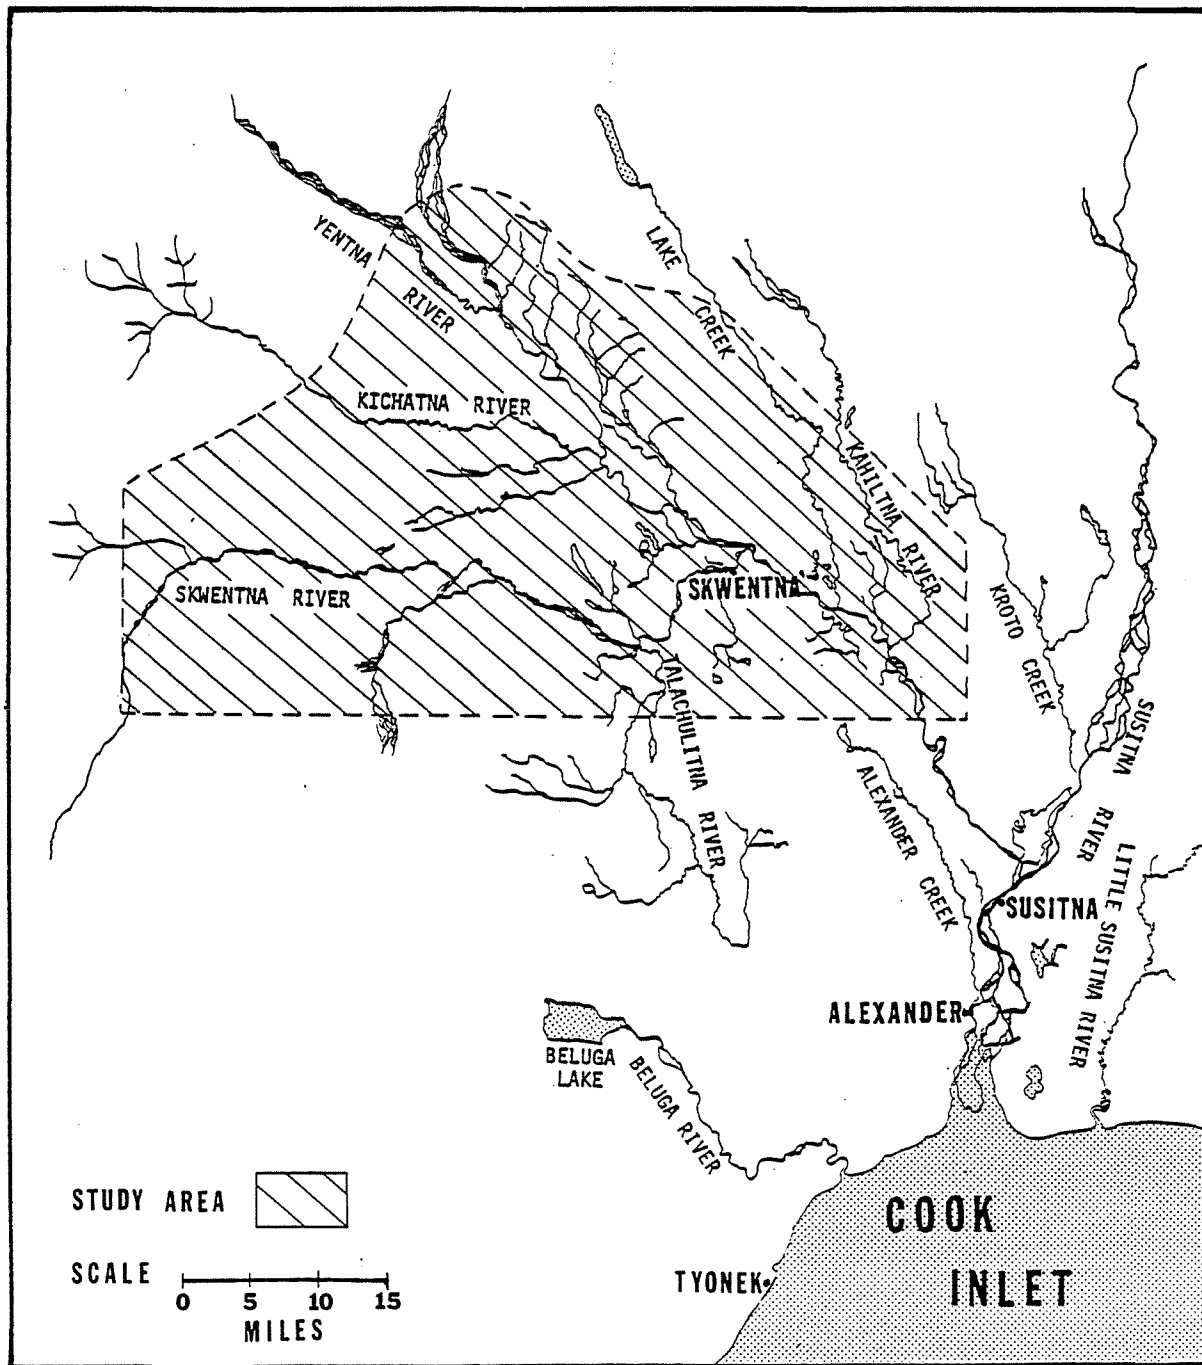 YENTNA
RIVER
LAKE
CREEK
KICHATNA RIVER
KAHILTNA RIVER
SKWENTNA
SKWENTNA RIVER
KROTO CREEK
TALACHULITNA RIVER
ALEXANDER CREEK
SUSITNA RIVER
LITTLE SUSITNA RIVER
SUSITNA
ALEXANDER
BELUGA
LAKE
BELUGA RIVER
STUDY AREA
COOK
INLET
SCALE
0 5 10 15
MILES
TYONEK